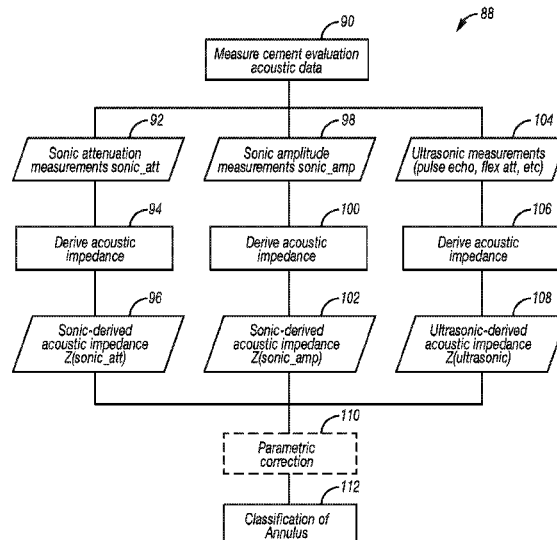 88
90
Measure cement evaluation
acoustic data
92
98
104
Sonic attenuation
measurements sonic_att
Sonic amplitude
measurements sonic_amp
Ultrasonic measurements
(pulse echo, flex att, etc)
94
100
106
Derive acoustic
impedance
Derive acoustic
impedance
Derive acoustic
impedance
96
102
108
Sonic-derived
acoustic impedance
Z(sonic_att)
Sonic-derived
acoustic impedance
Z(sonic_amp)
Ultrasonic-derived
acoustic impedance
Z(ultrasonic)
110
Parametric
correction
112
Classification of
Annulus